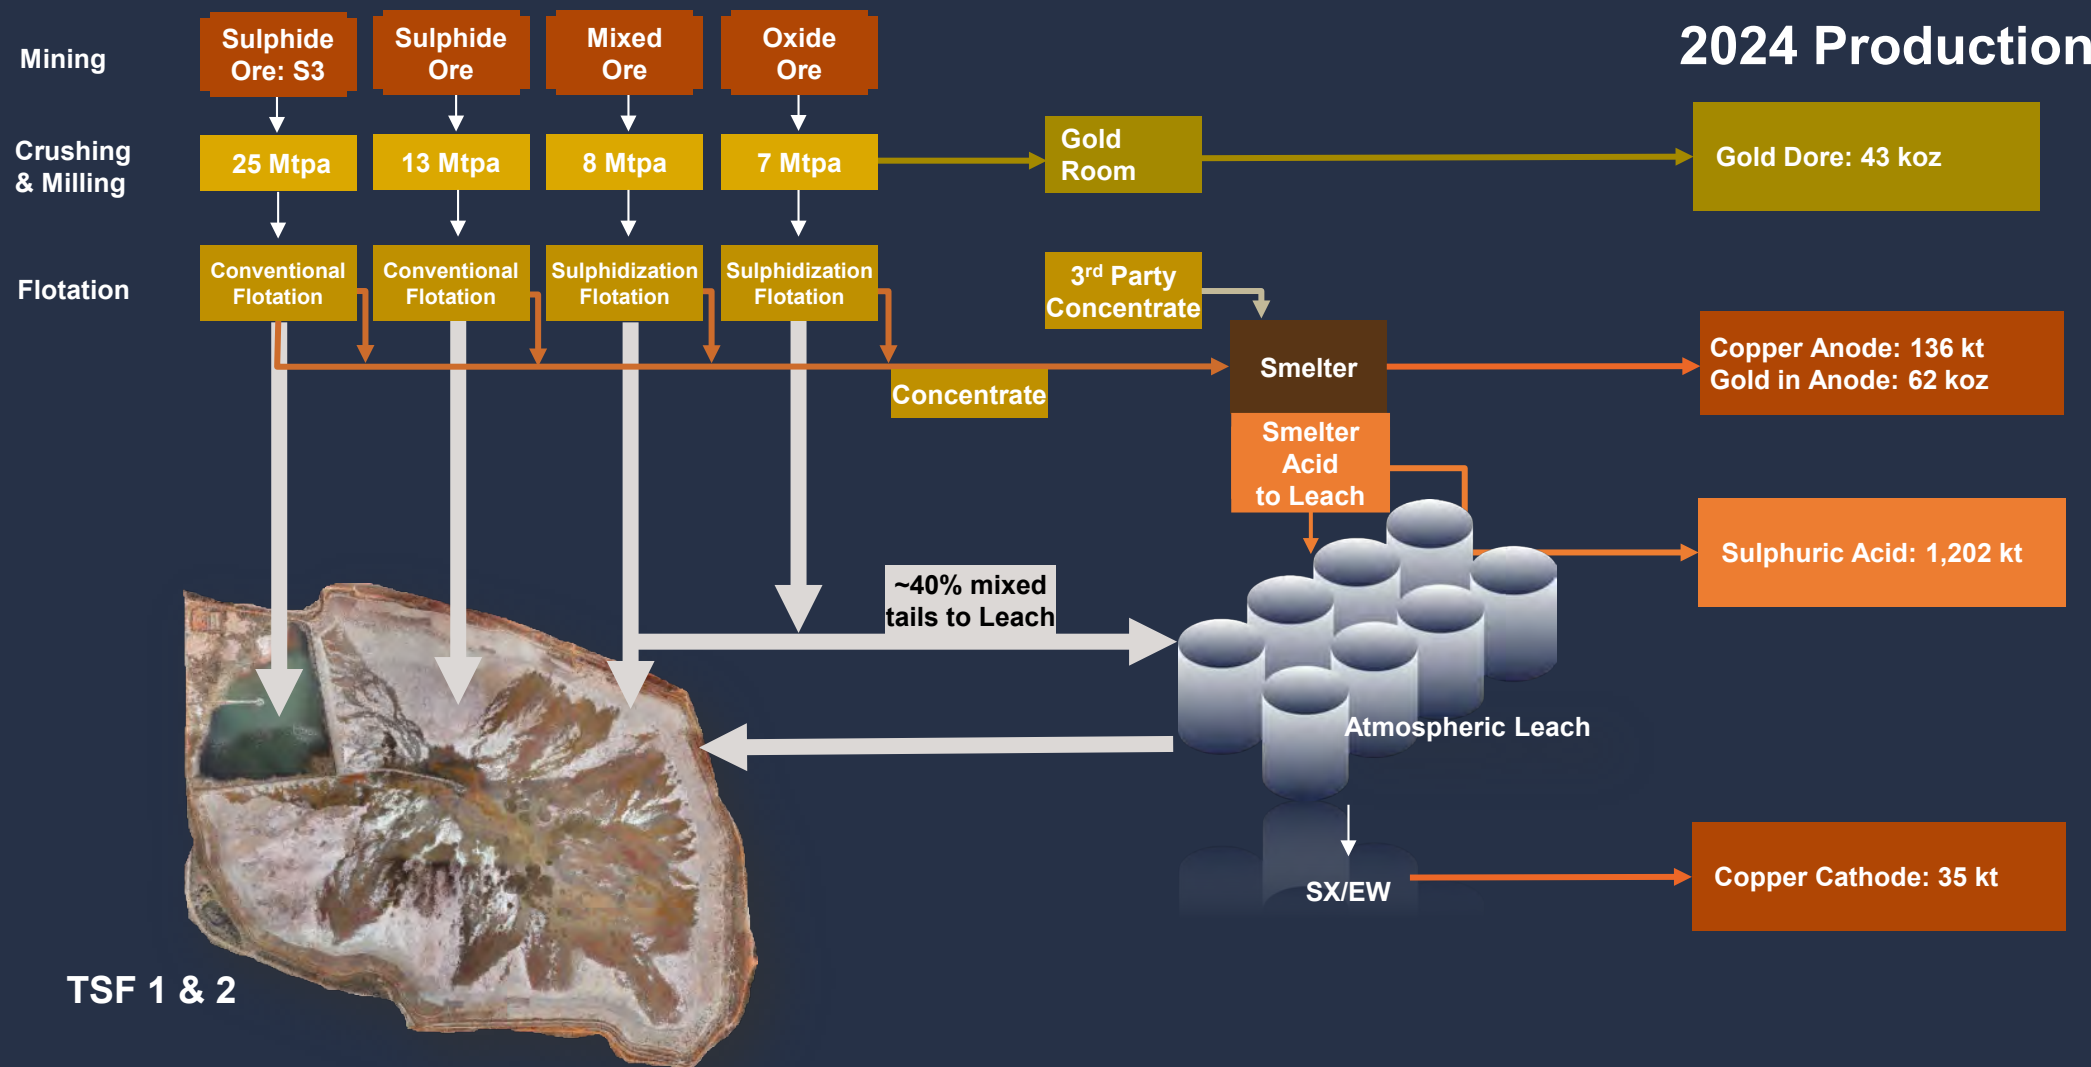 2024 Production
Mining
Sulphide
Ore: S3
Sulphide
Ore
Mixed
Ore
Oxide
Ore
Crushing
& Milling
25 Mtpa
13 Mtpa
8 Mtpa
7 Mtpa
Gold
Room
Gold Dore: 43 koz
Flotation
Conventional
Flotation
Conventional
Flotation
Sulphidization
Flotation
Sulphidization
Flotation
3rd Party
Concentrate
Concentrate
Smelter
Copper Anode: 136 kt
Gold in Anode: 62 koz
Smelter
Acid
to Leach
Sulphuric Acid: 1,202 kt
~40% mixed
tails to Leach
Atmospheric Leach
SX/EW
Copper Cathode: 35 kt
TSF 1 & 2